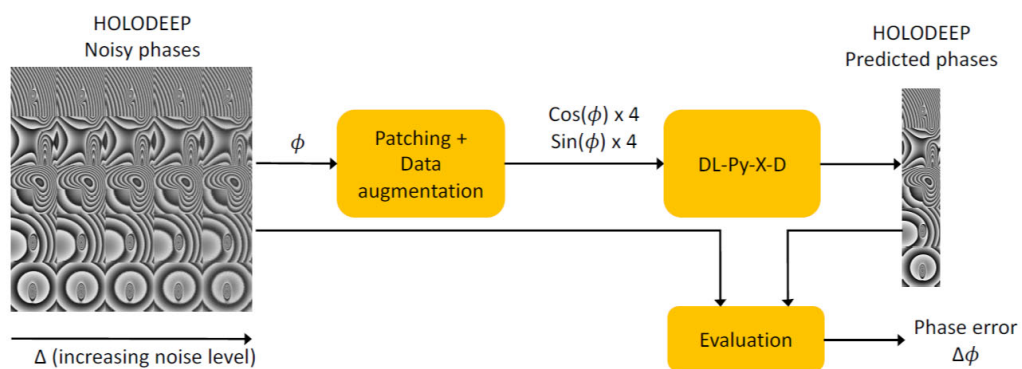 HOLODEEP
Noisy phases
HOLODEEP
Predicted phases
ϕ
Patching +
Data
augmentation
Cos(ϕ) x 4
Sin(ϕ) x 4
DL-Py-X-D
Evaluation
Phase error
Δϕ
Δ (increasing noise level)